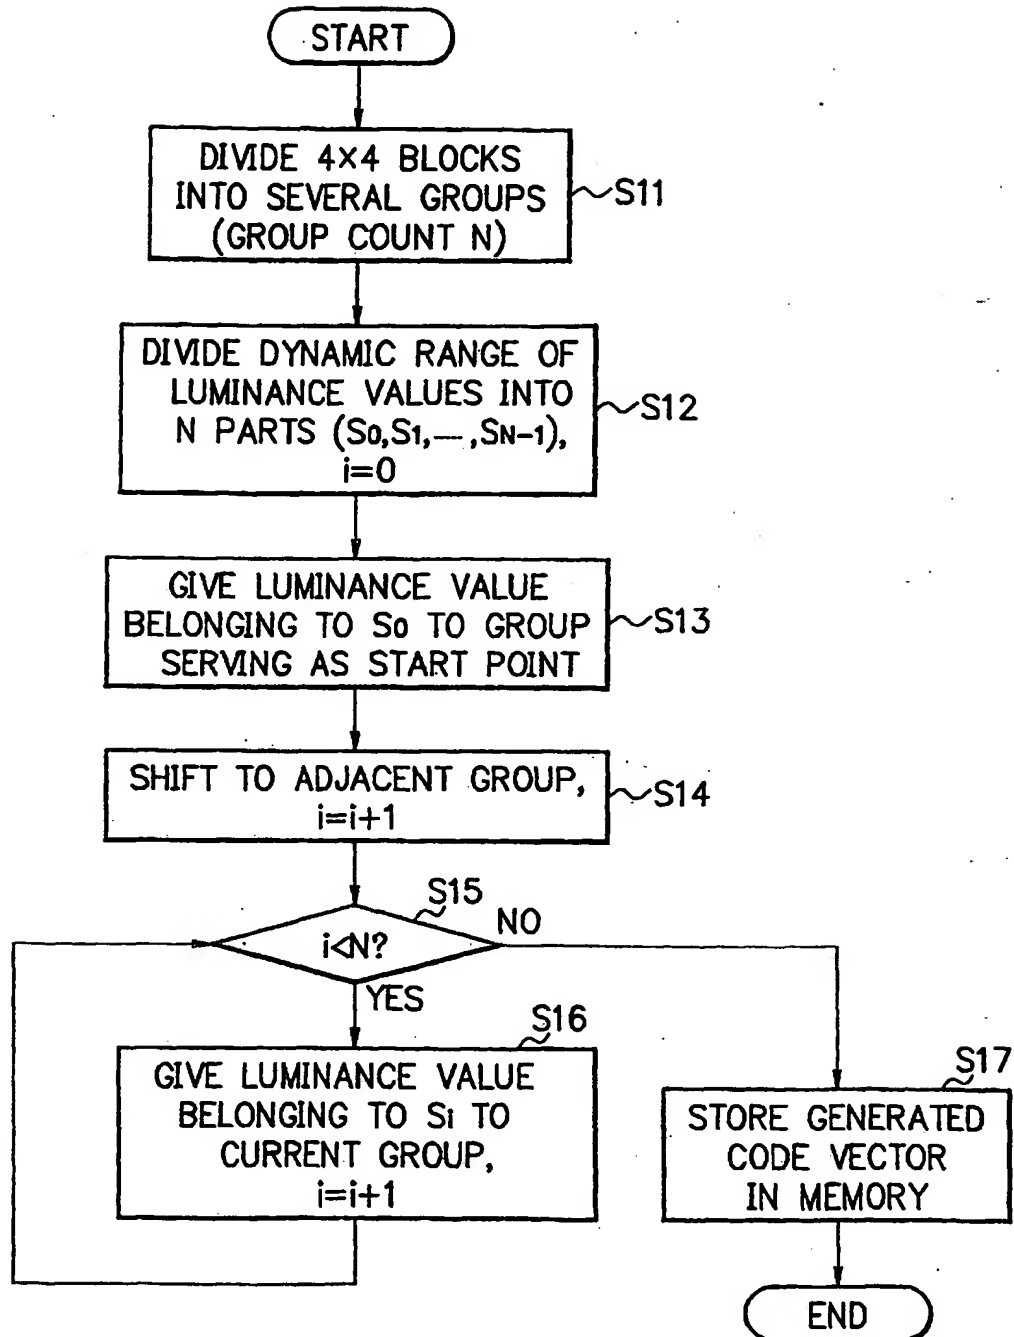 START
DIVIDE 4×4 BLOCKS
INTO SEVERAL GROUPS
(GROUP COUNT N)
S11
DIVIDE DYNAMIC RANGE OF
LUMINANCE VALUES INTO
N PARTS (S0,S1,---,SN-1),
i=0
S12
GIVE LUMINANCE VALUE
BELONGING TO S0 TO GROUP
SERVING AS START POINT
S13
SHIFT TO ADJACENT GROUP,
i=i+1
S14
S15
i<N?
NO
YES
S16
GIVE LUMINANCE VALUE
BELONGING TO Si TO
CURRENT GROUP,
i=i+1
S17
STORE GENERATED
CODE VECTOR
IN MEMORY
END